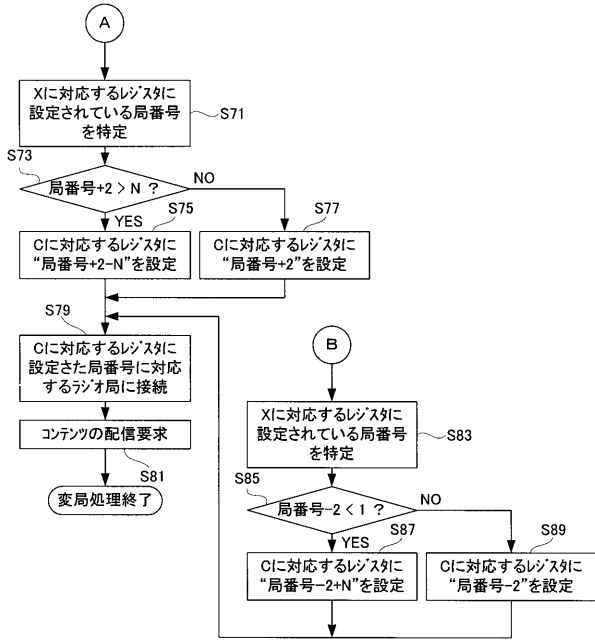 A
Xに対応するレジスタに
設定されている局番号
を特定
S71
S73
局番号+2 > N ?
NO
YES
S75
Cに対応するレジスタに
“局番号+2-N”を設定
S77
Cに対応するレジスタに
“局番号+2”を設定
S79
Cに対応するレジスタに
設定さた局番号に対応
するラジオ局に接続
コンテンツの配信要求
S81
変局処理終了
B
Xに対応するレジスタに
設定されている局番号
を特定
S83
S85
局番号-2 < 1 ?
NO
YES
S87
Cに対応するレジスタに
“局番号-2+N”を設定
S89
Cに対応するレジスタに
“局番号-2”を設定